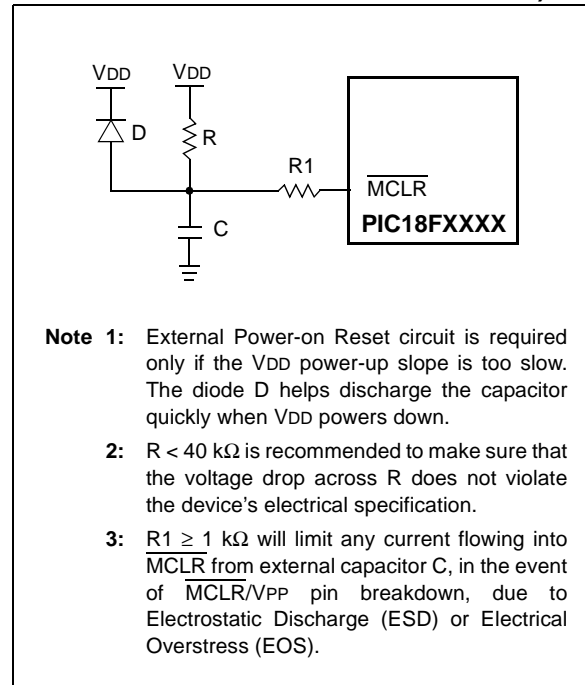 VDD VDD
D
R
R1
MCLR
C
PIC18FXXXX
Note 1: External Power-on Reset circuit is required
only if the VDD power-up slope is too slow.
The diode D helps discharge the capacitor
quickly when VDD powers down.
2: R < 40 kΩ is recommended to make sure that
the voltage drop across R does not violate
the device's electrical specification.
3: R1 ≥ 1 kΩ will limit any current flowing into
MCLR from external capacitor C, in the event
of MCLR/VPP pin breakdown, due to
Electrostatic Discharge (ESD) or Electrical
Overstress (EOS).